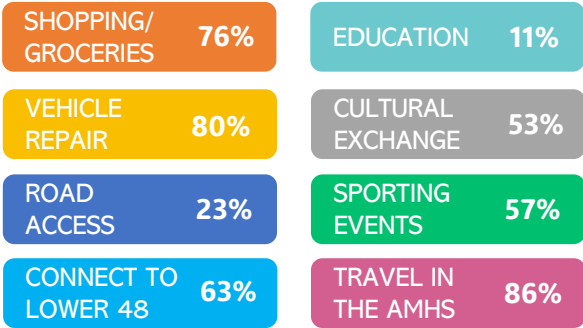 SHOPPING/
GROCERIES
76%
EDUCATION
11%
VEHICLE
REPAIR
80%
CULTURAL
EXCHANGE
53%
ROAD
ACCESS
23%
SPORTING
EVENTS
57%
CONNECT TO
LOWER 48
63%
TRAVEL IN
THE AMHS
86%